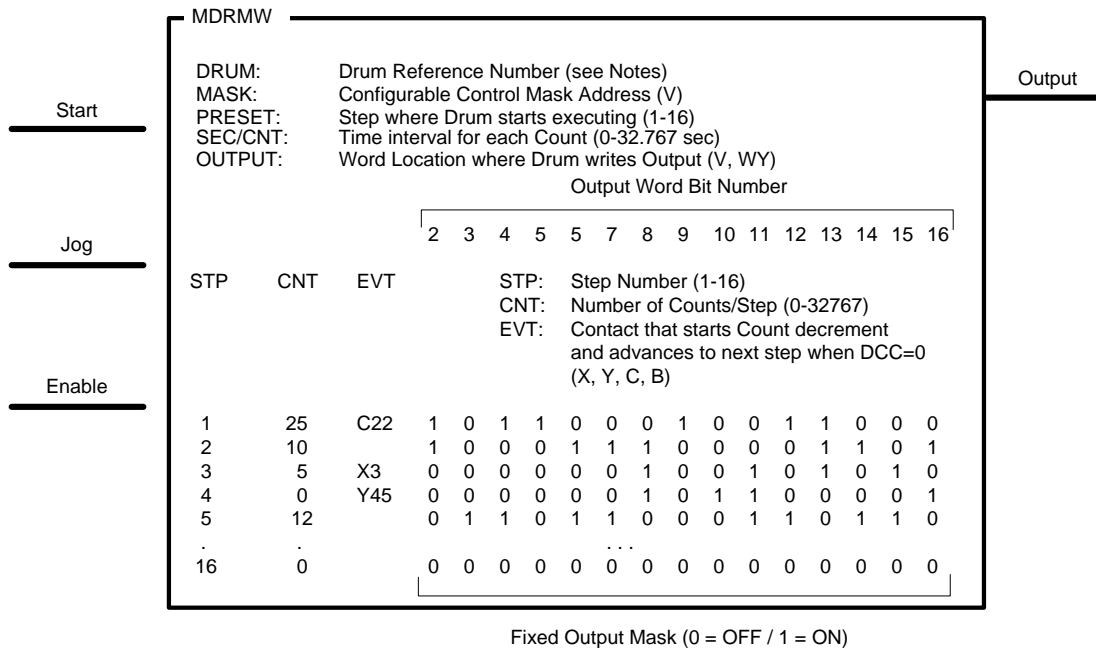 MDRMW
DRUM: Drum Reference Number (see Notes)
MASK: Configurable Control Mask Address (V)
PRESET: Step where Drum starts executing (1-16)
SEC/CNT: Time interval for each Count (0-32.767 sec)
OUTPUT: Word Location where Drum writes Output (V, WY)
Output
Start
Output Word Bit Number
2 3 4 5 5 7 8 9 10 11 12 13 14 15 16
Jog
STP CNT EVT STP: Step Number (1-16)
CNT: Number of Counts/Step (0-32767)
EVT: Contact that starts Count decrement
and advances to next step when DCC=0
(X, Y, C, B)
Enable
1 25 C22 1 0 1 1 0 0 0 1 0 0 1 1 0 0 0
2 10 1 0 0 0 1 1 1 0 0 0 0 1 1 0 1
3 5 X3 0 0 0 0 0 0 1 0 0 1 0 1 0 1 0
4 0 Y45 0 0 0 0 0 0 1 0 1 1 0 0 0 0 1
5 12 0 1 1 0 1 1 0 0 0 1 1 0 1 1 0
. . . . .
16 0 0 0 0 0 0 0 0 0 0 0 0 0 0 0 0
Fixed Output Mask (0 = OFF / 1 = ON)